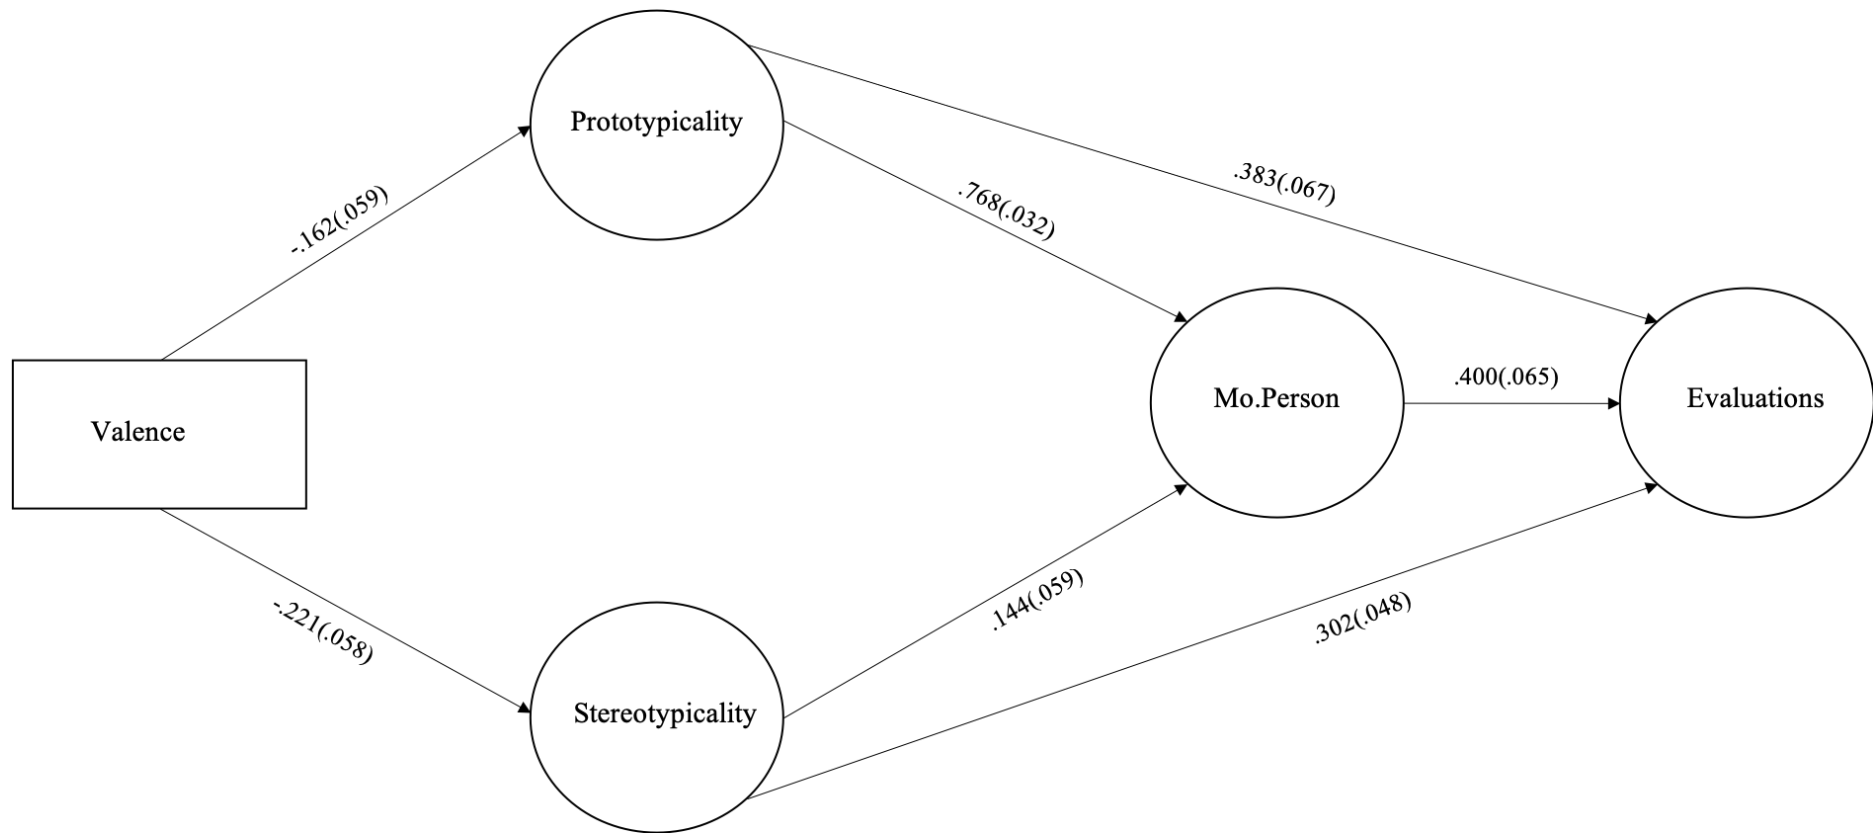 Prototypicality
.383(.067)
.768(.032)
-.162(.059)
Mo.Person
.400(.065)
Evaluations
Valence
-.221(.058)
.144(.059)
.302(.048)
Stereotypicality